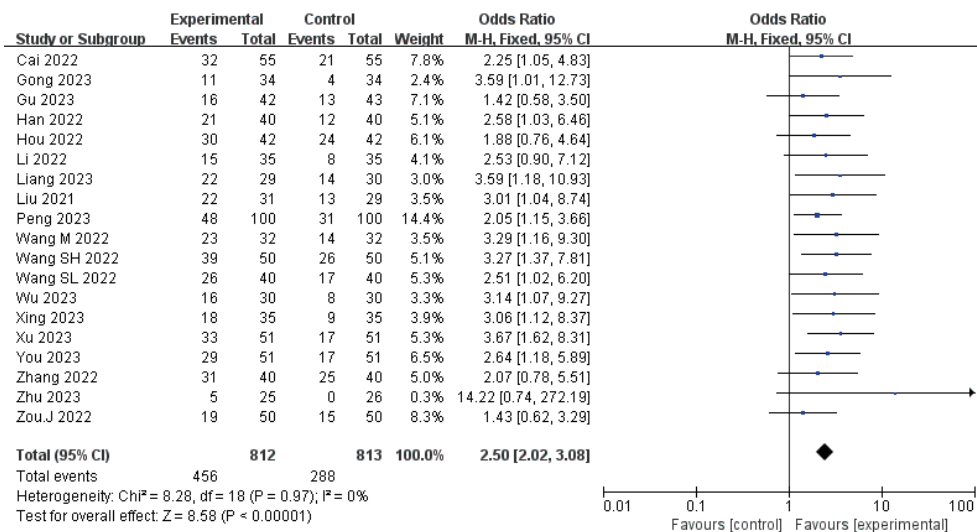 Experimental Control Odds Ratio Odds Ratio
Study or Subgroup Events Total Events Total Weight M-H, Fixed, 95% CI M-H, Fixed, 95% CI
Cai 2022 32 55 21 55 7.8% 2.25 [1.05, 4.83]
Gong 2023 11 34 4 34 2.4% 3.59 [1.01, 12.73]
Gu 2023 16 42 13 43 7.1% 1.42 [0.58, 3.50]
Han 2022 21 40 12 40 5.1% 2.58 [1.03, 6.46]
Hou 2022 30 42 24 42 6.1% 1.88 [0.76, 4.64]
Li 2022 15 35 8 35 4.1% 2.53 [0.90, 7.12]
Liang 2023 22 29 14 30 3.0% 3.59 [1.18, 10.93]
Liu 2021 22 31 13 29 3.5% 3.01 [1.04, 8.74]
Peng 2023 48 100 31 100 14.4% 2.05 [1.15, 3.66]
Wang M 2022 23 32 14 32 3.5% 3.29 [1.16, 9.30]
Wang SH 2022 39 50 26 50 5.1% 3.27 [1.37, 7.81]
Wang SL 2022 26 40 17 40 5.3% 2.51 [1.02, 6.20]
Wu 2023 16 30 8 30 3.3% 3.14 [1.07, 9.27]
Xing 2023 18 35 9 35 3.9% 3.06 [1.12, 8.37]
Xu 2023 33 51 17 51 5.4% 3.67 [1.62, 8.31]
You 2023 29 51 17 51 6.5% 2.64 [1.18, 5.89]
Zhang 2022 31 40 25 40 5.0% 2.07 [0.78, 5.51]
Zhu 2023 5 25 0 26 0.3% 14.22 [0.74, 272.19]
Zou.J 2022 19 50 15 50 8.3% 1.43 [0.62, 3.29]
Total (95% CI) 812 813 100.0% 2.50 [2.02, 3.08]
Total events 456 288
Heterogeneity: Chi² = 8.28, df = 18 (P = 0.97); I² = 0%
Test for overall effect: Z = 8.58 (P < 0.00001)
0.01 0.1 1 10 100
Favours [control] Favours [experimental]